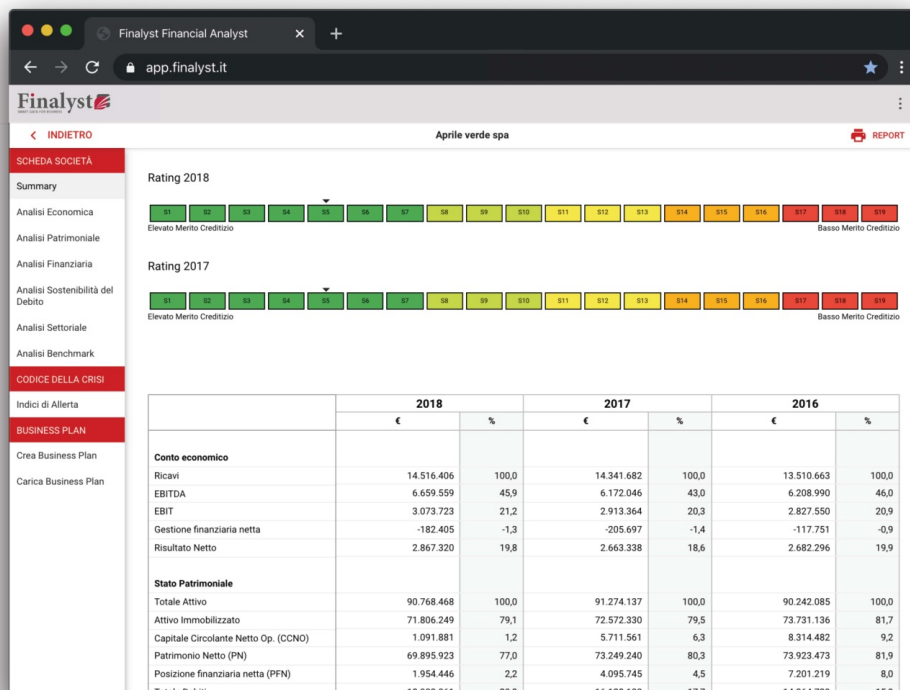 Finalyst Financial Analyst
app.finalyst.it
Finalyst
INDIETRO
Aprile verde spa
REPORT
SCHEDA SOCIETÀ
Summary
Analisi Economica
Analisi Patrimoniale
Analisi Finanziaria
Analisi Sostenibilità del
Debito
Analisi Settoriale
Analisi Benchmark
CODICE DELLA CRISI
Indici di Allerta
BUSINESS PLAN
Crea Business Plan
Carica Business Plan
Rating 2018
S1 S2 S3 S4 S5 S6 S7 S8 S9 S10 S11 S12 S13 S14 S15 S16 S17 S18 S19
Elevato Merito Creditizio Basso Merito Creditizio
Rating 2017
S1 S2 S3 S4 S5 S6 S7 S8 S9 S10 S11 S12 S13 S14 S15 S16 S17 S18 S19
Elevato Merito Creditizio Basso Merito Creditizio
2018 2017 2016
€ % € % € %
Conto economico
Ricavi 14.516.406 100,0 14.341.682 100,0 13.510.663 100,0
EBITDA 6.659.559 45,9 6.172.046 43,0 6.208.990 46,0
EBIT 3.073.723 21,2 2.913.364 20,3 2.827.550 20,9
Gestione finanziaria netta -182.405 -1,3 -205.697 -1,4 -117.751 -0,9
Risultato Netto 2.867.320 19,8 2.663.338 18,6 2.682.296 19,9
Stato Patrimoniale
Totale Attivo 90.768.468 100,0 91.274.137 100,0 90.242.085 100,0
Attivo Immobilizzato 71.806.249 79,1 72.572.330 79,5 73.731.136 81,7
Capitale Circolante Netto Op. (CCNO) 1.091.881 1,2 5.711.561 6,3 8.314.482 9,2
Patrimonio Netto (PN) 69.895.923 77,0 73.249.240 80,3 73.923.473 81,9
Posizione finanziaria netta (PFN) 1.954.446 2,2 4.095.745 4,5 7.201.219 8,0